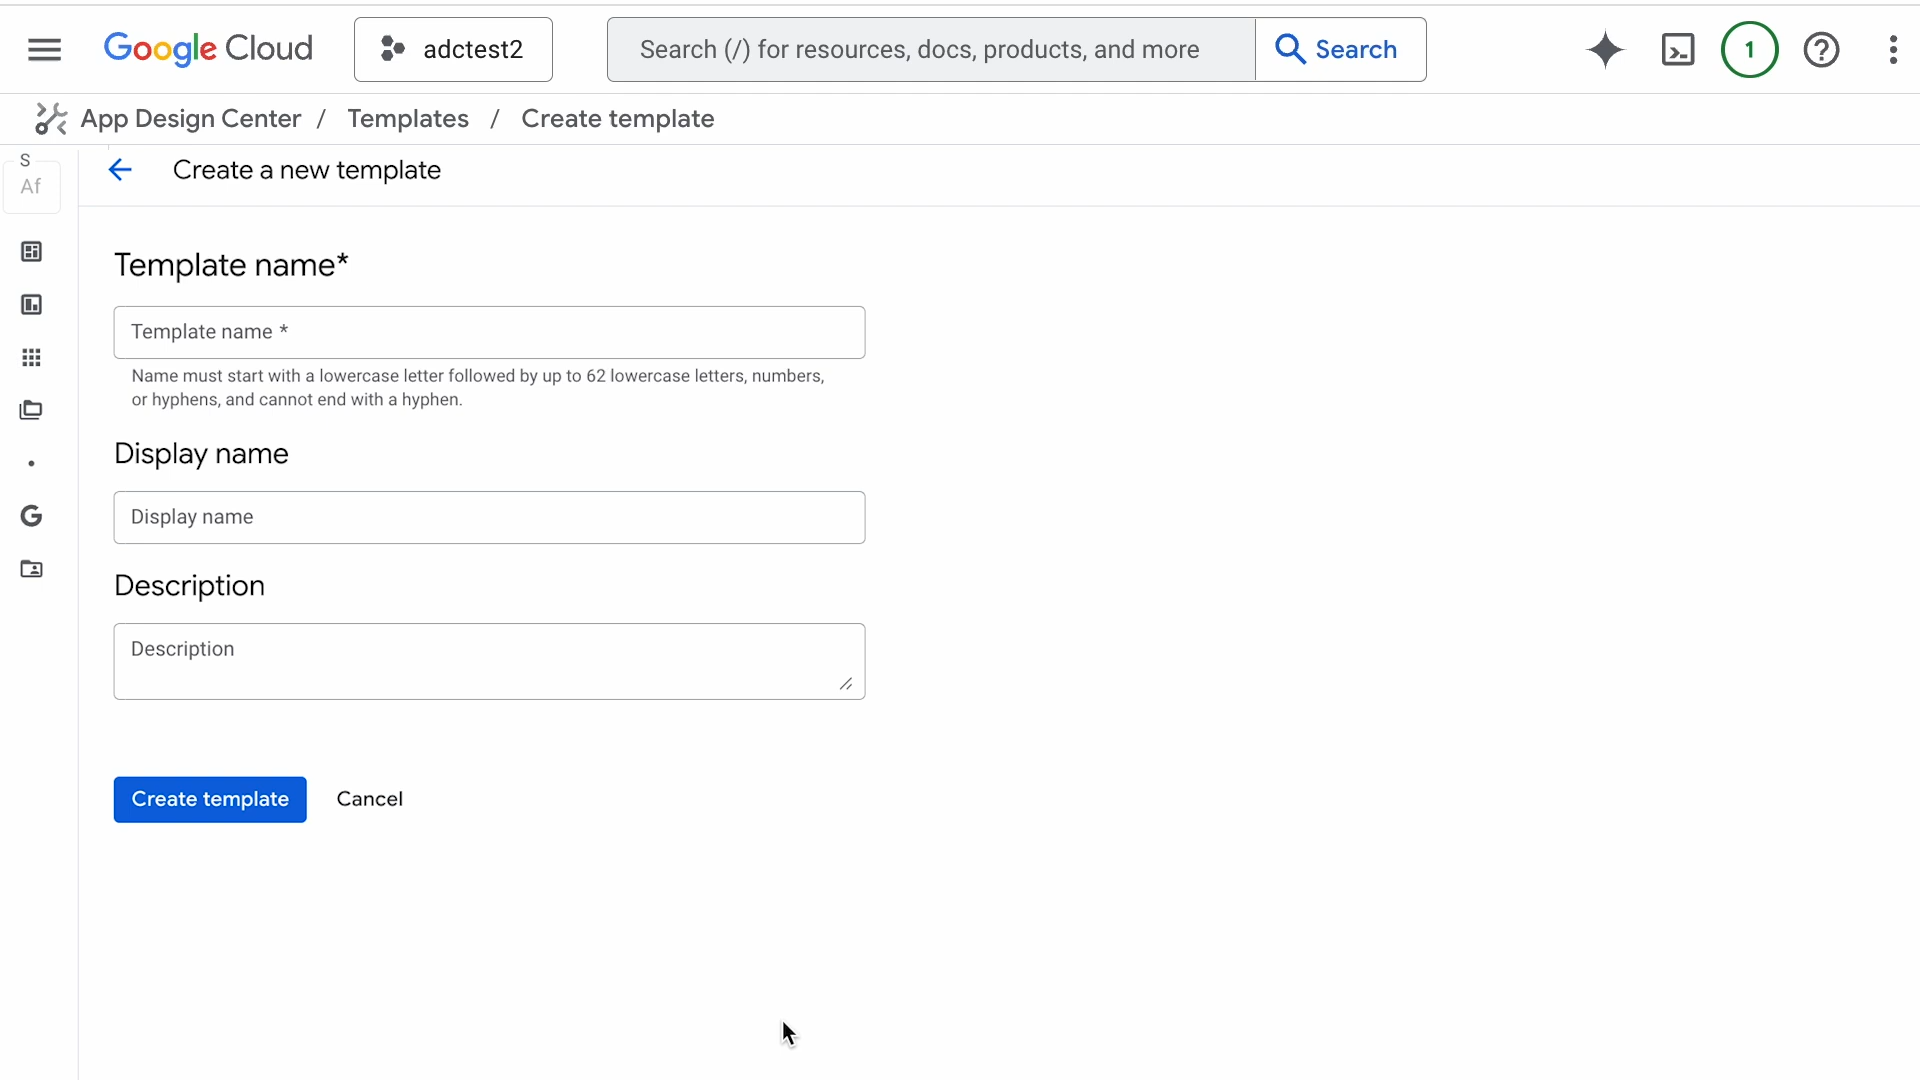 Google Cloud
adctest2
Search (/) for resources, docs, products, and more
Search
1
App Design Center / Templates / Create template
S
Af
Create a new template
Template name*
Template name *
Name must start with a lowercase letter followed by up to 62 lowercase letters, numbers,
or hyphens, and cannot end with a hyphen.
Display name
Display name
Description
Description
Create template
Cancel